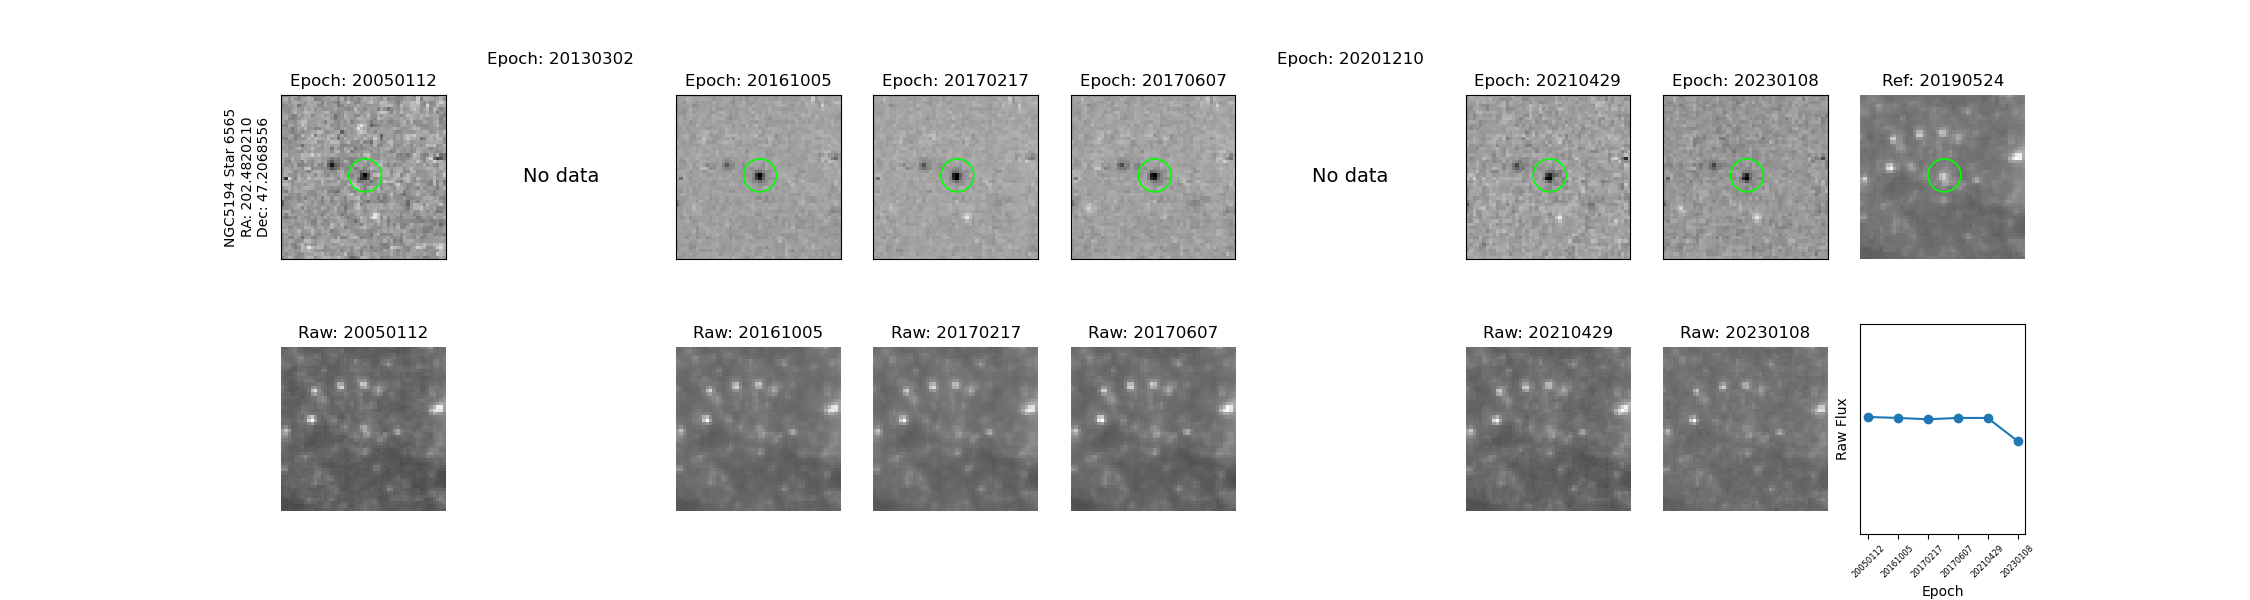 Epoch: 20130302
Epoch: 20201210
Epoch: 20050112
Epoch: 20161005
Epoch: 20170217
Epoch: 20170607
Epoch: 20210429
Epoch: 20230108
Ref: 20190524
NGC5194 Star 6565
RA: 202.4820210
Dec: 47.2068556
No data
No data
Raw: 20050112
Raw: 20161005
Raw: 20170217
Raw: 20170607
Raw: 20210429
Raw: 20230108
Raw Flux
20050112
20161005
20170217
20170607
20210429
20230108
Epoch